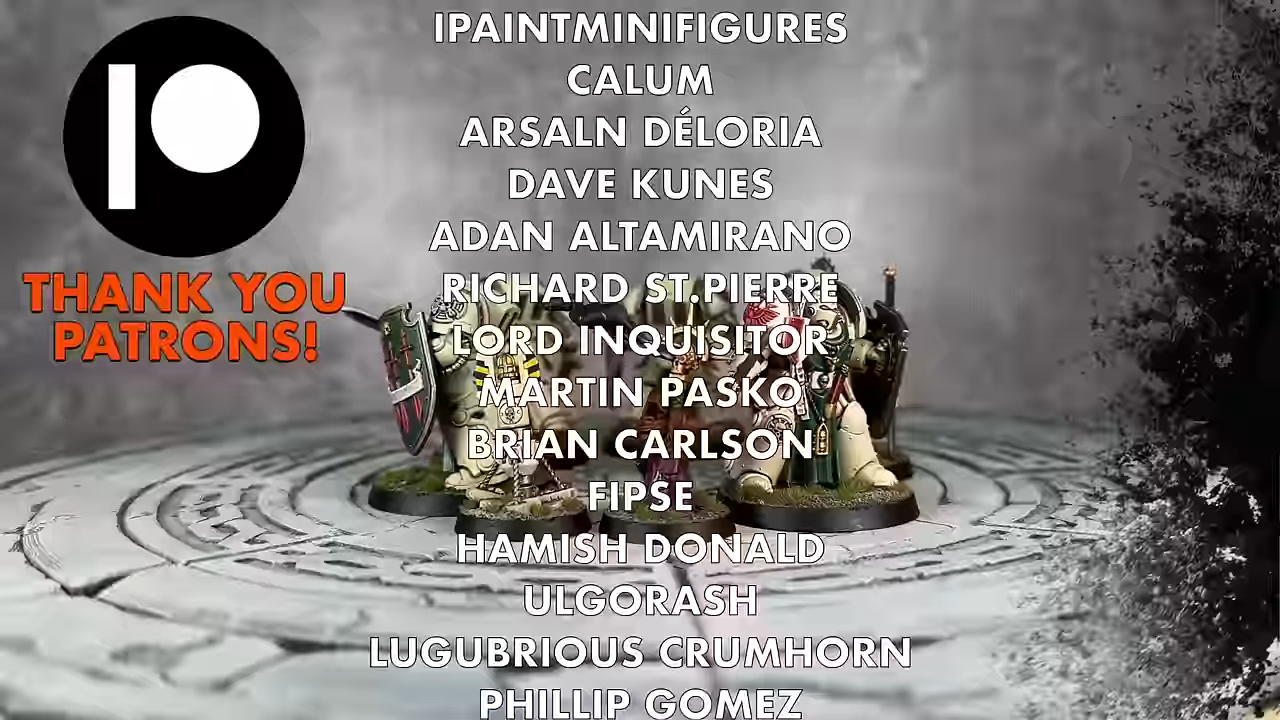 THANK YOU
PATRONS!
IPAINTMINIFIGURES
CALUM
ARSALN DÉLORIA
DAVE KUNES
ADAN ALTAMIRANO
RICHARD ST.PIERRE
LORD INQUISITOR
MARTIN PASKO
BRIAN CARLSON
FIPSE
HAMISH DONALD
ULGORASH
LUGUBRIOUS CRUMHORN
PHILLIP GOMEZ